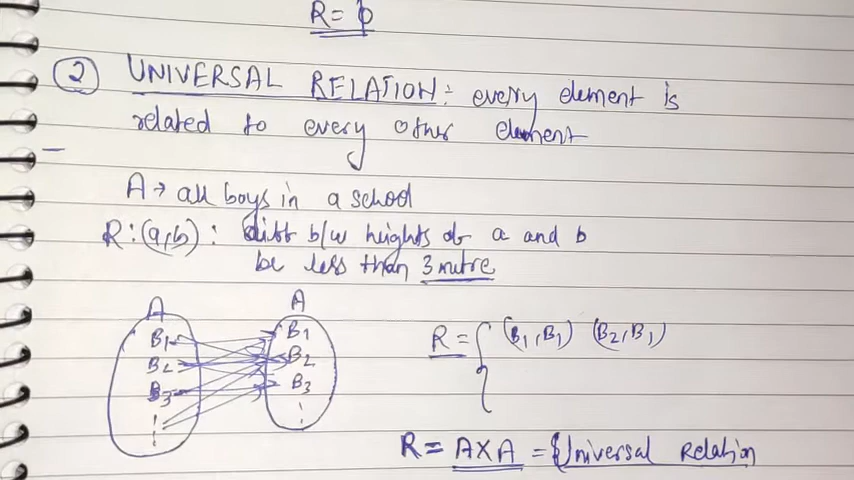 R = ϕ
② UNIVERSAL RELATION: every element is
related to every other element
A → all boys in a school
R:(a,b): diff b/w heights of a and b
be less than 3 metre
A A
B1 B1
B2 B2
B3 B3
R = { (B1,B1) (B2,B1)
R = A×A = Universal Relation